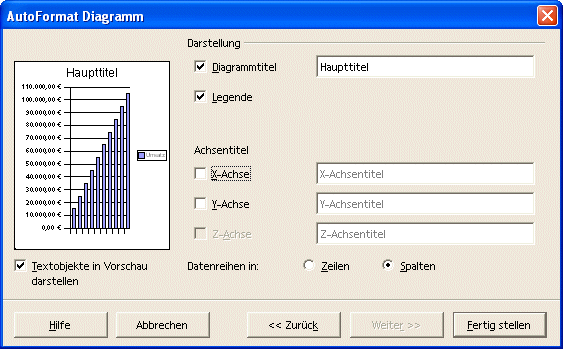 AutoFormat Diagramm
Darstellung
Diagrammtitel
Haupttitel
Legende
Achsentitel
X-Achse
X-Achsentitel
Y-Achse
Y-Achsentitel
Z-Achse
Z-Achsentitel
Haupttitel
110.000,00 €
100.000,00 €
90.000,00 €
80.000,00 €
70.000,00 €
60.000,00 €
50.000,00 €
40.000,00 €
30.000,00 €
20.000,00 €
10.000,00 €
0,00 €
Umsatz
Textobjekte in Vorschau
darstellen
Datenreihen in:
Zeilen
Spalten
Hilfe
Abbrechen
<< Zurück
Weiter >>
Fertig stellen